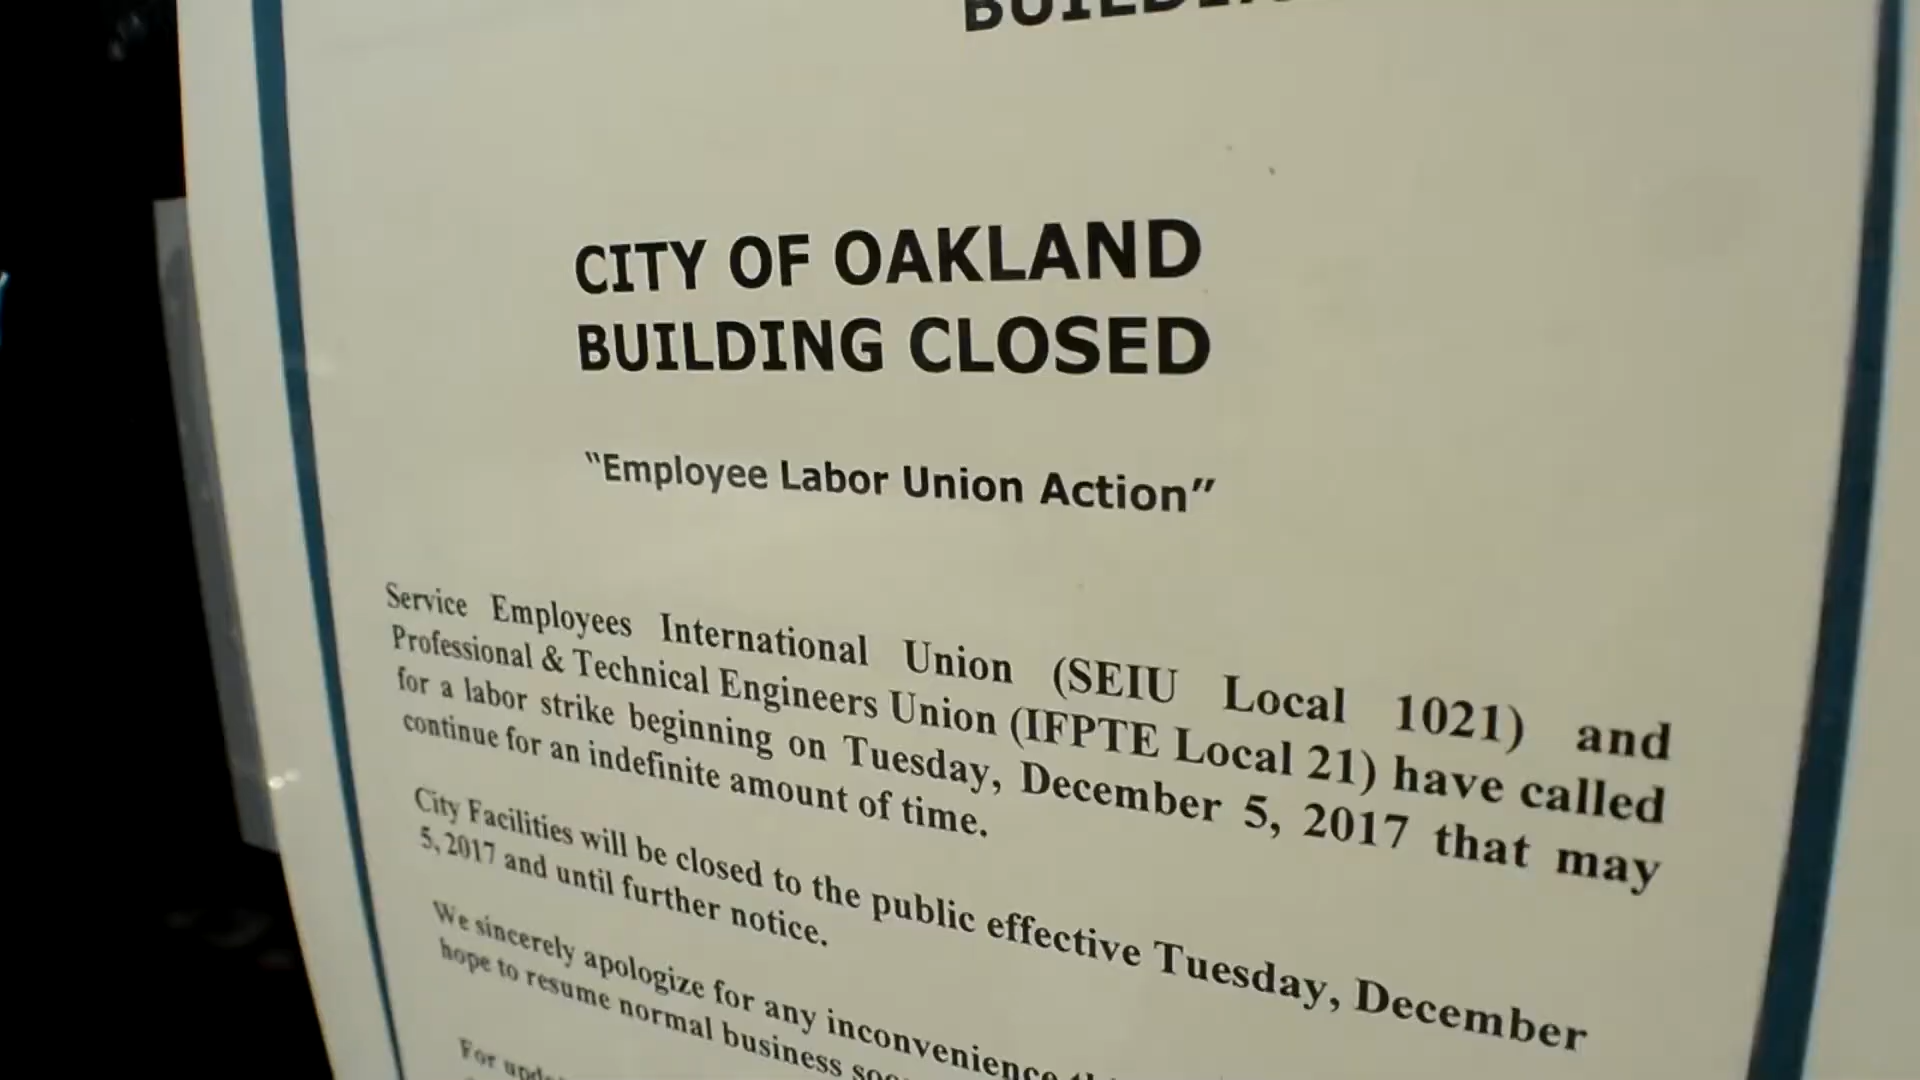 CITY OF OAKLAND
BUILDING CLOSED
"Employee Labor Union Action"
Service Employees International Union (SEIU Local 1021) and
Professional & Technical Engineers Union (IFPTE Local 21) have called
for a labor strike beginning on Tuesday, December 5, 2017 that may
continue for an indefinite amount of time.
City Facilities will be closed to the public effective Tuesday, December
5, 2017 and until further notice.
We sincerely apologize for any inconvenience
hope to resume normal business
For